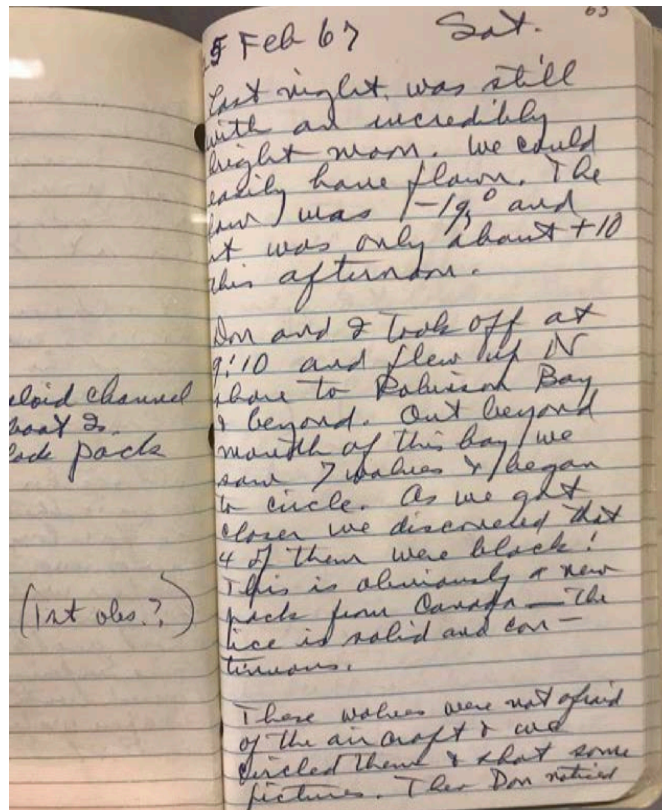 63
25 Feb 67 Sat.
Last night was still
with an incredibly
bright moon. We could
easily have flown. The
low was -19° and
it was only about +10
this afternoon.
Don and I took off at
9:10 and flew up N
shore to Robinson Bay
& beyond. Out beyond
mouth of this bay we
saw 7 wolves & began
to circle. As we got
closer we discovered that
4 of them were black!
This is obviously a new
pack from Canada — the
ice is solid and con-
tinuous.
These wolves were not afraid
of the aircraft & we
circled them & shot some
pictures. Then Don noticed
channel
pack
(1st obs.?)